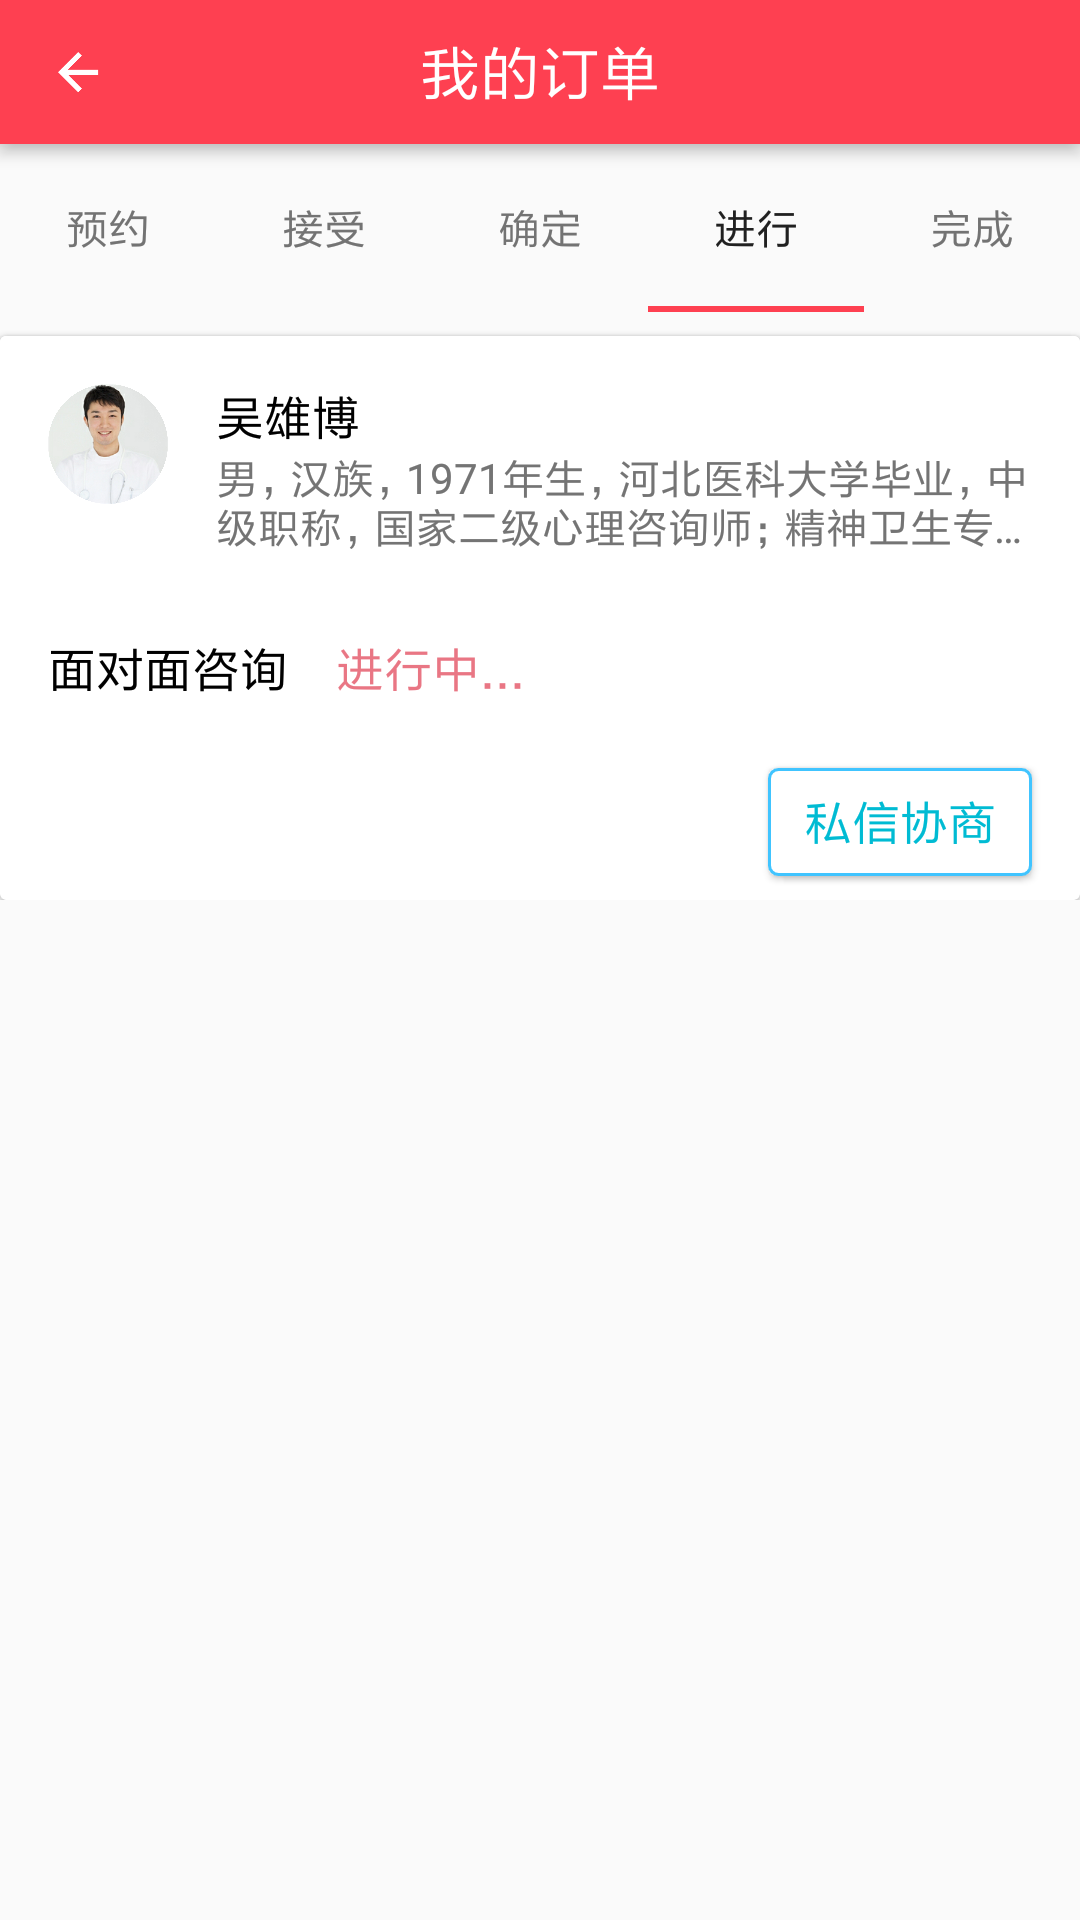 我的订单
预约
接受
确定
进行
完成
吴雄博
男，汉族，1971年生，河北医科大学毕业，中
级职称，国家二级心理咨询师；精神卫生专...
面对面咨询 进行中...
私信协商